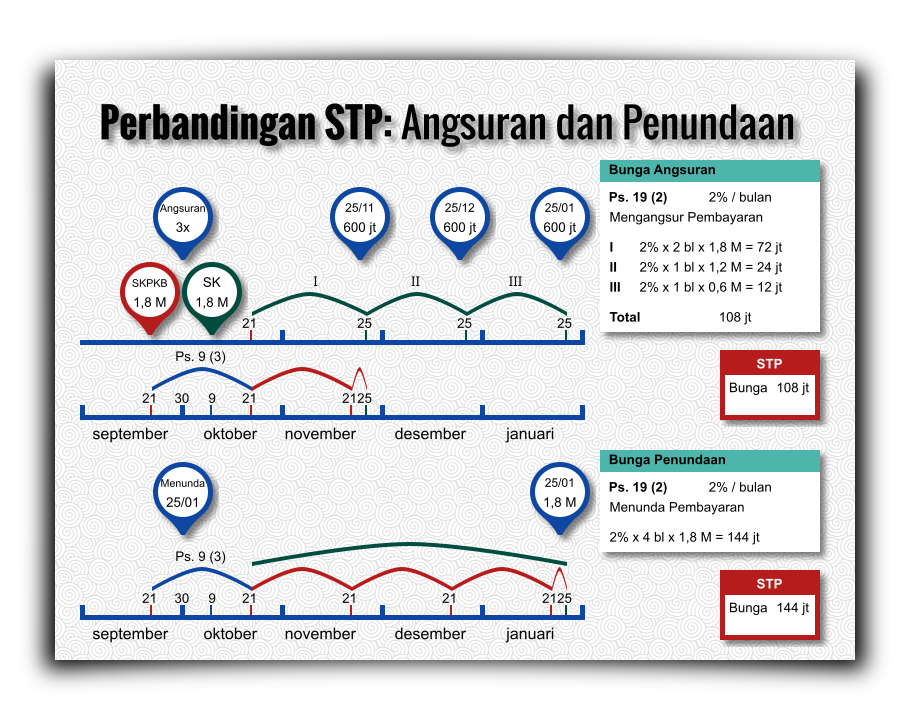 Perbandingan STP: Angsuran dan Penundaan
Angsuran
3x
25/11
600 jt
25/12
600 jt
25/01
600 jt
SKPKB
1,8 M
SK
1,8 M
I
II
III
21
25
25
25
Ps. 9 (3)
21
30
9
21
21
25
september
oktober
november
desember
januari
Bunga Angsuran
Ps. 19 (2) 2% / bulan
Mengangsur Pembayaran
I 2% x 2 bl x 1,8 M = 72 jt
II 2% x 1 bl x 1,2 M = 24 jt
III 2% x 1 bl x 0,6 M = 12 jt
Total 108 jt
STP
Bunga 108 jt
Menunda
25/01
25/01
1,8 M
Ps. 9 (3)
21
30
9
21
21
21
21
25
september
oktober
november
desember
januari
Bunga Penundaan
Ps. 19 (2) 2% / bulan
Menunda Pembayaran
2% x 4 bl x 1,8 M = 144 jt
STP
Bunga 144 jt